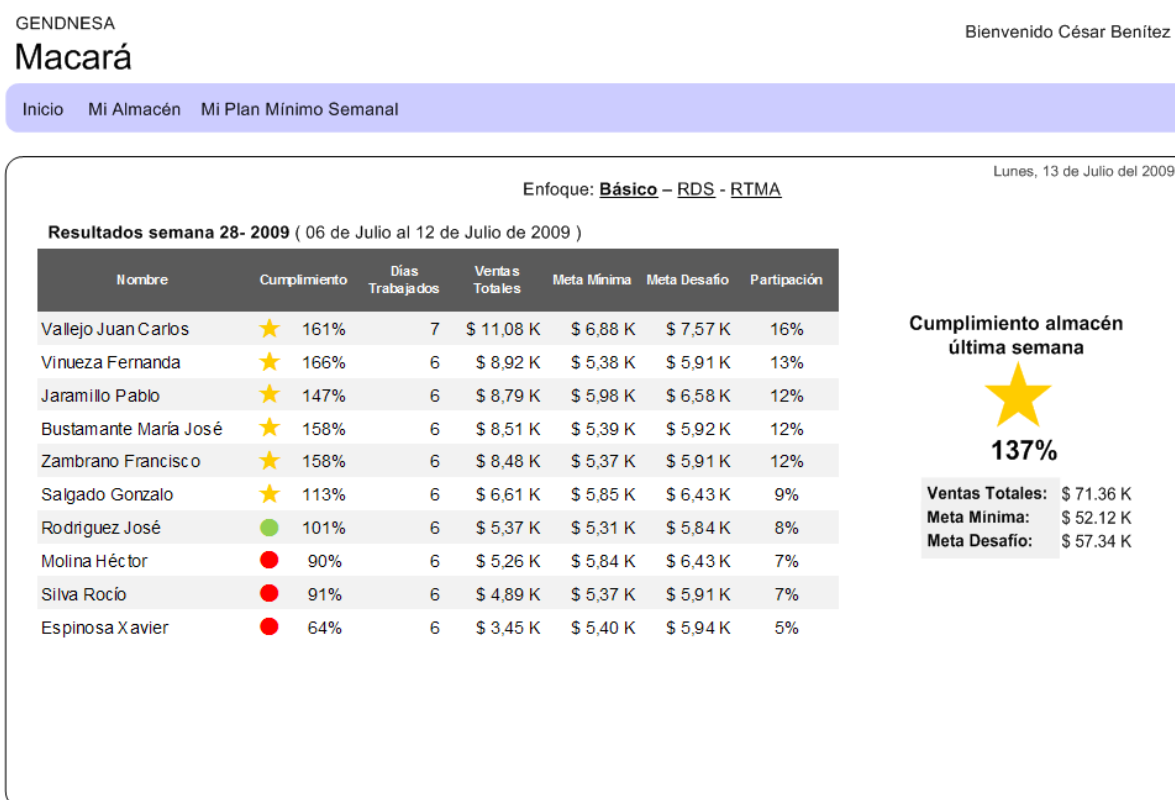 GENDNESA
Macará
Bienvenido César Benítez
Inicio Mi Almacén Mi Plan Mínimo Semanal
Lunes, 13 de Julio del 2009
Enfoque: Básico – RDS - RTMA
Resultados semana 28- 2009 ( 06 de Julio al 12 de Julio de 2009 )
Nombre Cumplimiento Días Trabajados Ventas Totales Meta Mínima Meta Desafío Partipación
Vallejo Juan Carlos 161% 7 $ 11,08 K $ 6,88 K $ 7,57 K 16%
Vinueza Fernanda 166% 6 $ 8,92 K $ 5,38 K $ 5,91 K 13%
Jaramillo Pablo 147% 6 $ 8,79 K $ 5,98 K $ 6,58 K 12%
Bustamante María José 158% 6 $ 8,51 K $ 5,39 K $ 5,92 K 12%
Zambrano Francisco 158% 6 $ 8,48 K $ 5,37 K $ 5,91 K 12%
Salgado Gonzalo 113% 6 $ 6,61 K $ 5,85 K $ 6,43 K 9%
Rodriguez José 101% 6 $ 5,37 K $ 5,31 K $ 5,84 K 8%
Molina Héctor 90% 6 $ 5,26 K $ 5,84 K $ 6,43 K 7%
Silva Rocío 91% 6 $ 4,89 K $ 5,37 K $ 5,91 K 7%
Espinosa Xavier 64% 6 $ 3,45 K $ 5,40 K $ 5,94 K 5%
Cumplimiento almacén
última semana
137%
Ventas Totales: $ 71.36 K
Meta Minima: $ 52.12 K
Meta Desafío: $ 57.34 K